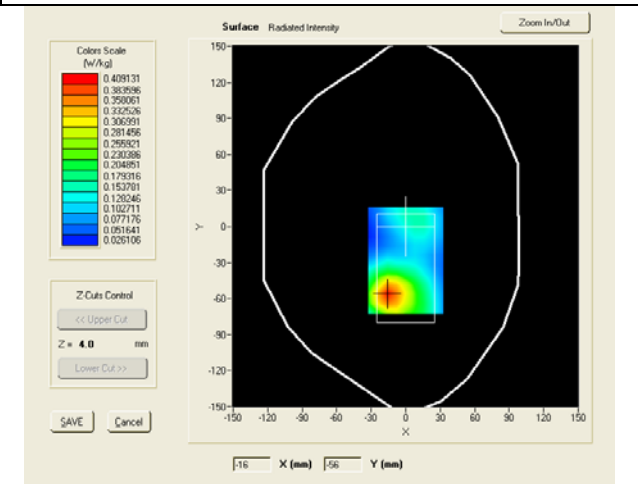 Surface Radiated Intensity
Zoom In/Out
Colors Scale
(W/kg)
0.409131
0.383596
0.358061
0.332526
0.306991
0.281456
0.255921
0.230386
0.204851
0.179316
0.153781
0.128246
0.102711
0.077176
0.051641
0.026106
Z-Cuts Control
<< Upper Cut
Z = 4.0 mm
Lower Cut >>
SAVE Cancel
150
120
90
60
30
0
-30
-60
-90
-120
-150
Y
-150 -120 -90 -60 -30 0 30 60 90 120 150
X
-16 X (mm) -56 Y (mm)